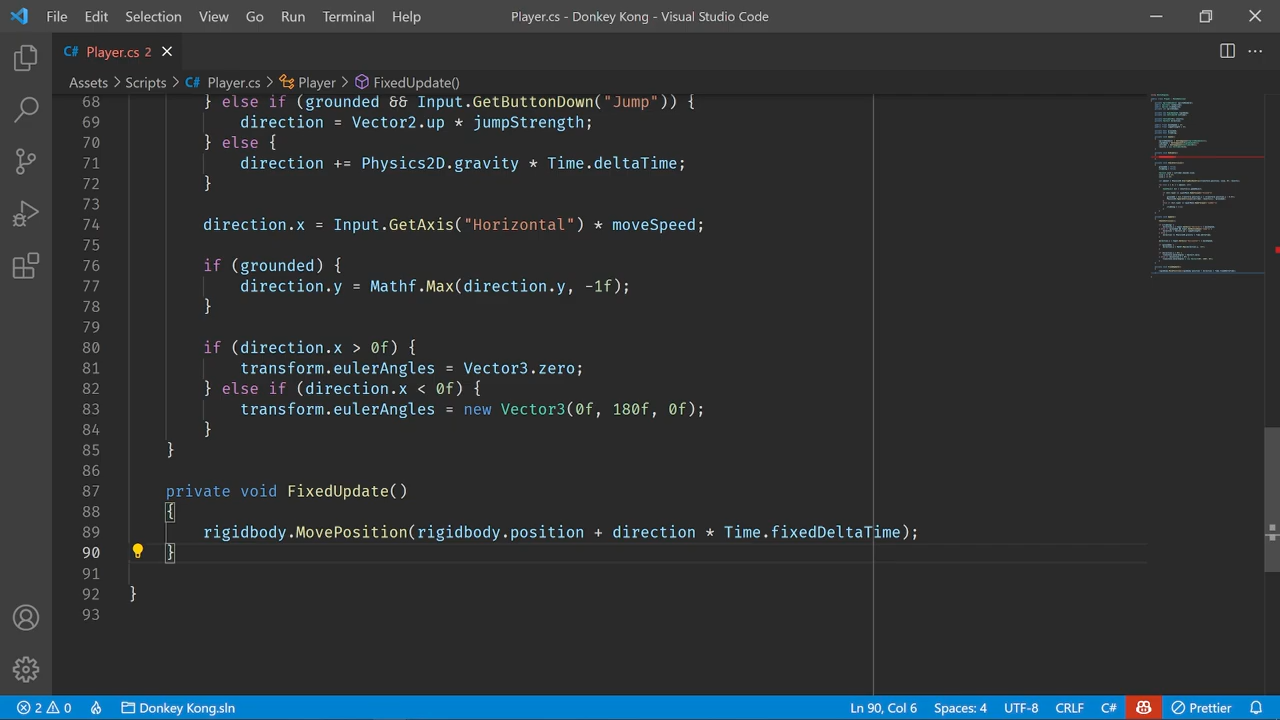 File Edit Selection View Go Run Terminal Help Player.cs - Donkey Kong - Visual Studio Code
C# Player.cs 2
Assets > Scripts > C# Player.cs > Player > FixedUpdate()
68 } else if (grounded && Input.GetButtonDown("Jump")) {
69 direction = Vector2.up * jumpStrength;
70 } else {
71 direction += Physics2D.gravity * Time.deltaTime;
72 }
73
74 direction.x = Input.GetAxis("Horizontal") * moveSpeed;
75
76 if (grounded) {
77 direction.y = Mathf.Max(direction.y, -1f);
78 }
79
80 if (direction.x > 0f) {
81 transform.eulerAngles = Vector3.zero;
82 } else if (direction.x < 0f) {
83 transform.eulerAngles = new Vector3(0f, 180f, 0f);
84 }
85 }
86
87 private void FixedUpdate()
88 {
89 rigidbody.MovePosition(rigidbody.position + direction * Time.fixedDeltaTime);
90 }
91
92 }
93
2 0 Donkey Kong.sln Ln 90, Col 6 Spaces: 4 UTF-8 CRLF C# Prettier